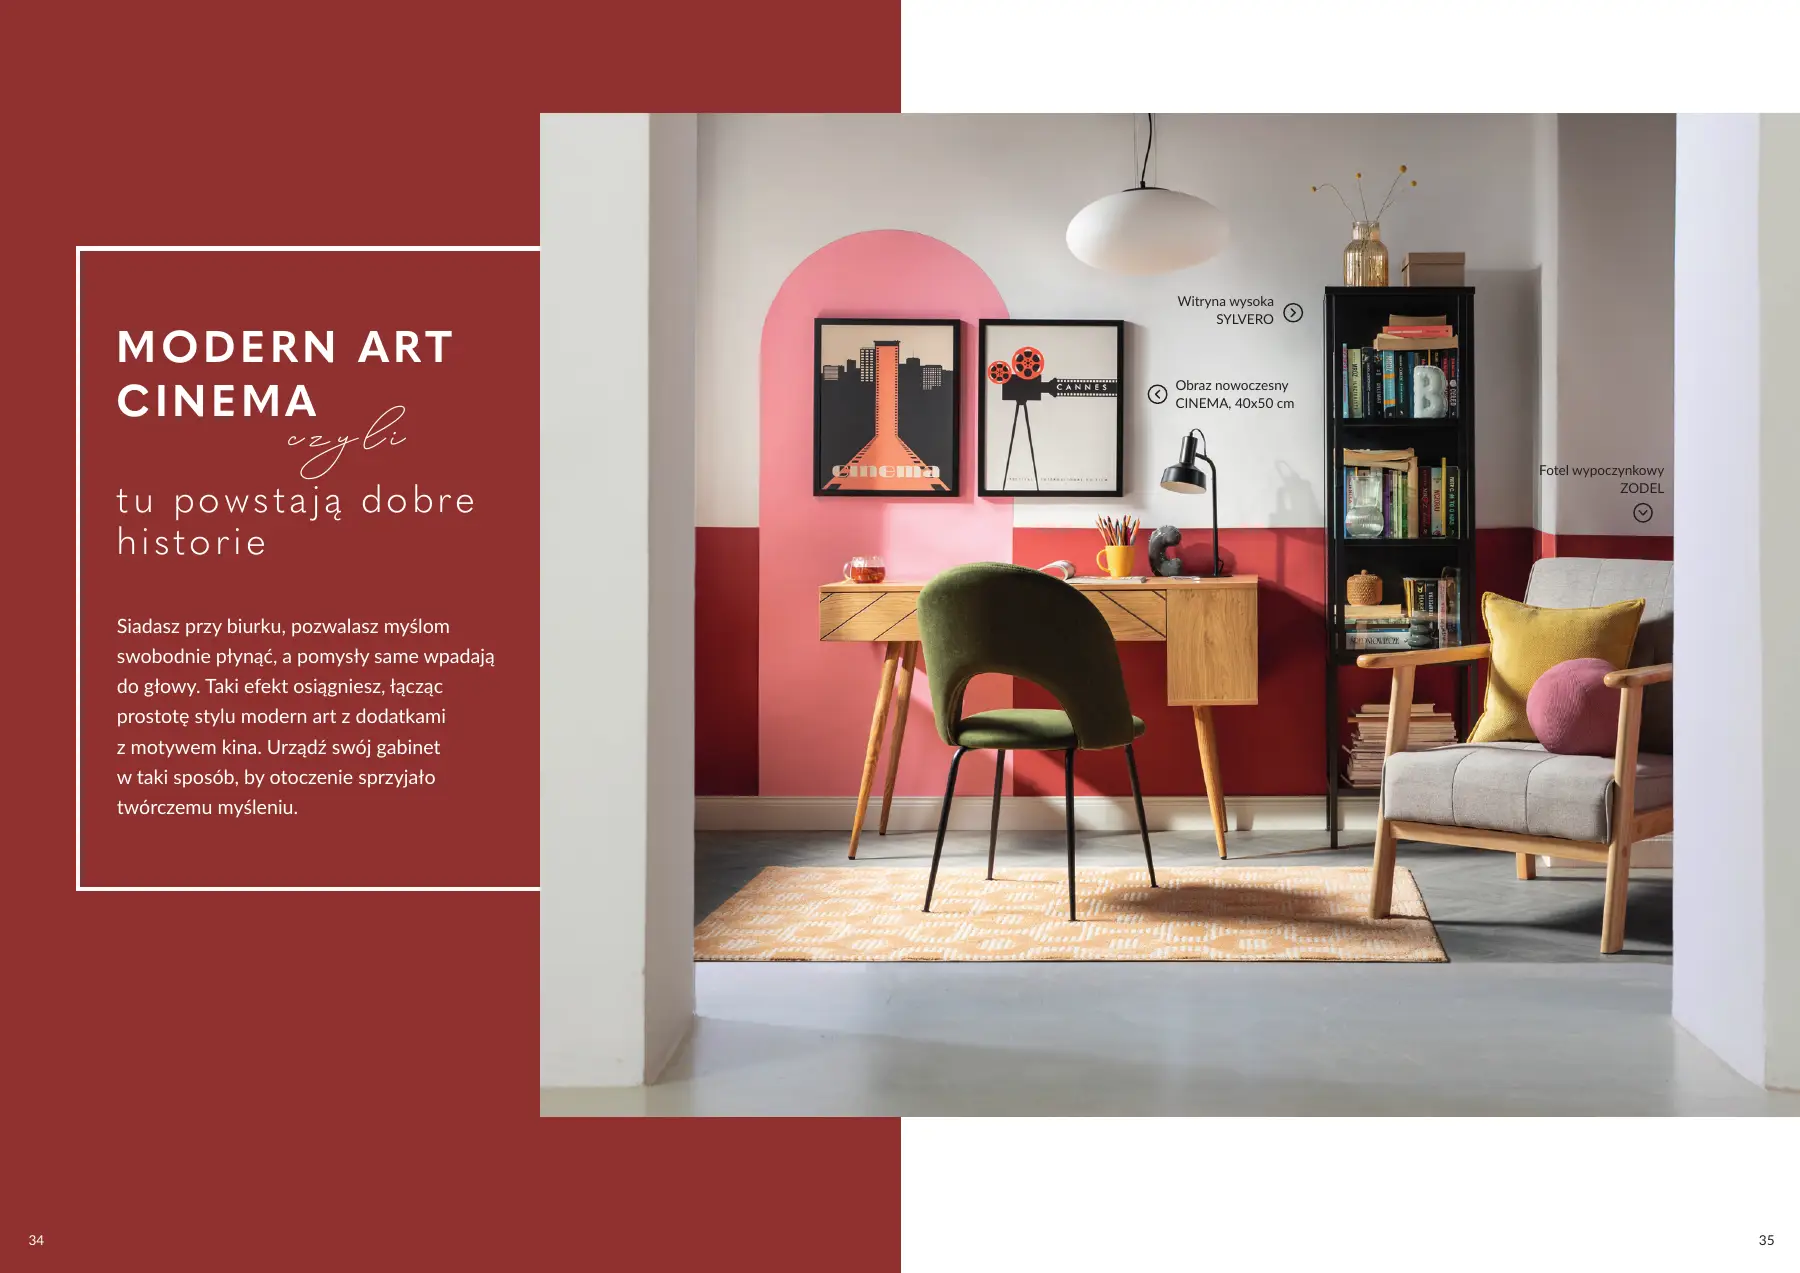 MODERN ART
CINEMA
czyli
tu powstają dobre
historie
Siadasz przy biurku, pozwalasz myślom
swobodnie płynąć, a pomysły same wpadają
do głowy. Taki efekt osiągniesz, łącząc
prostotę stylu modern art z dodatkami
z motywem kina. Urządź swój gabinet
w taki sposób, by otoczenie sprzyjało
twórczemu myśleniu.
Witryna wysoka
SYLVERO
Obraz nowoczesny
CINEMA, 40x50 cm
Fotel wypoczynkowy
ZODEL
cinema
CANNES
B
34
35